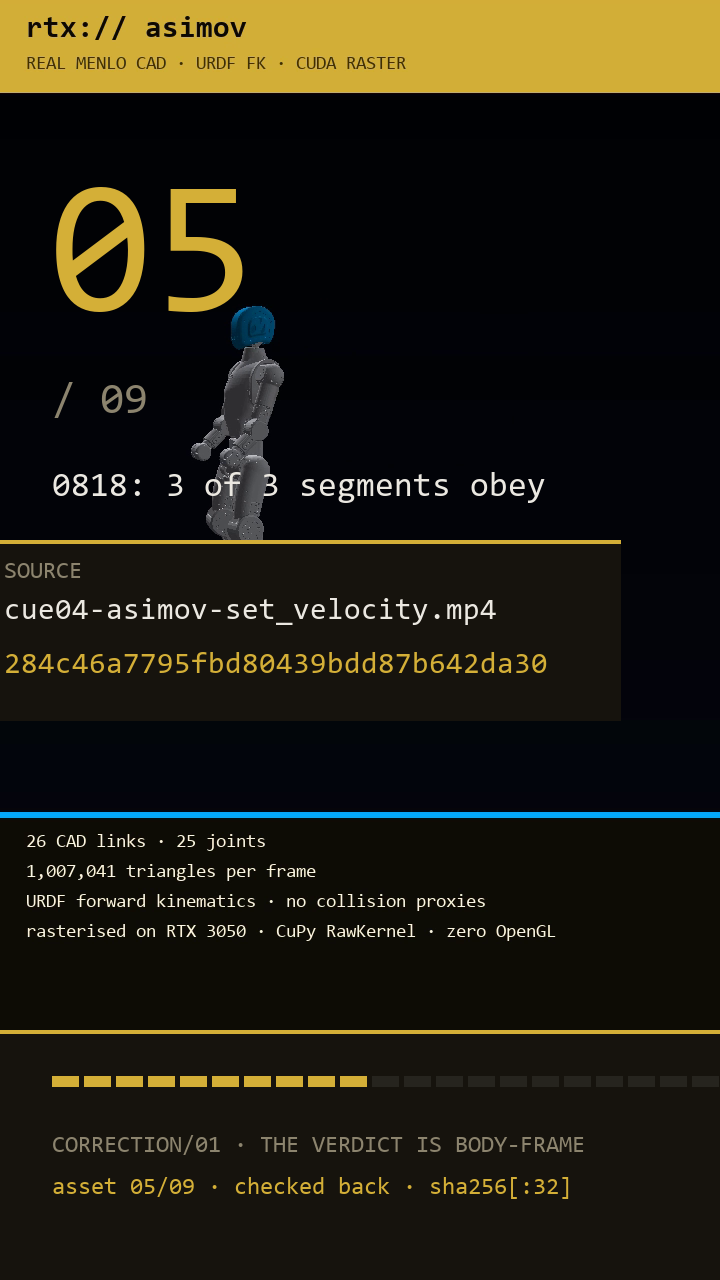 rtx:// asimov
REAL MENLO CAD · URDF FK · CUDA RASTER
05
/ 09
0818: 3 of 3 segments obey
SOURCE
cue04-asimov-set_velocity.mp4
284c46a7795fbd80439bdd87b642da30
26 CAD links · 25 joints
1,007,041 triangles per frame
URDF forward kinematics · no collision proxies
rasterised on RTX 3050 · CuPy RawKernel · zero OpenGL
CORRECTION/01 · THE VERDICT IS BODY-FRAME
asset 05/09 · checked back · sha256[:32]